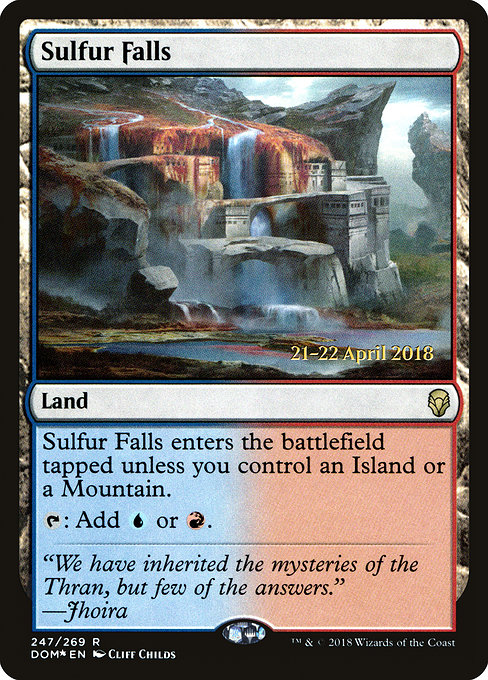 Sulfur Falls
21–22 April 2018
Land
Sulfur Falls enters the battlefield
tapped unless you control an Island or
a Mountain.
: Add or .
“We have inherited the mysteries of the
Thran, but few of the answers.”
—Jhoira
247/269 R
DOM★EN Cliff Childs
™ & © 2018 Wizards of the Coast